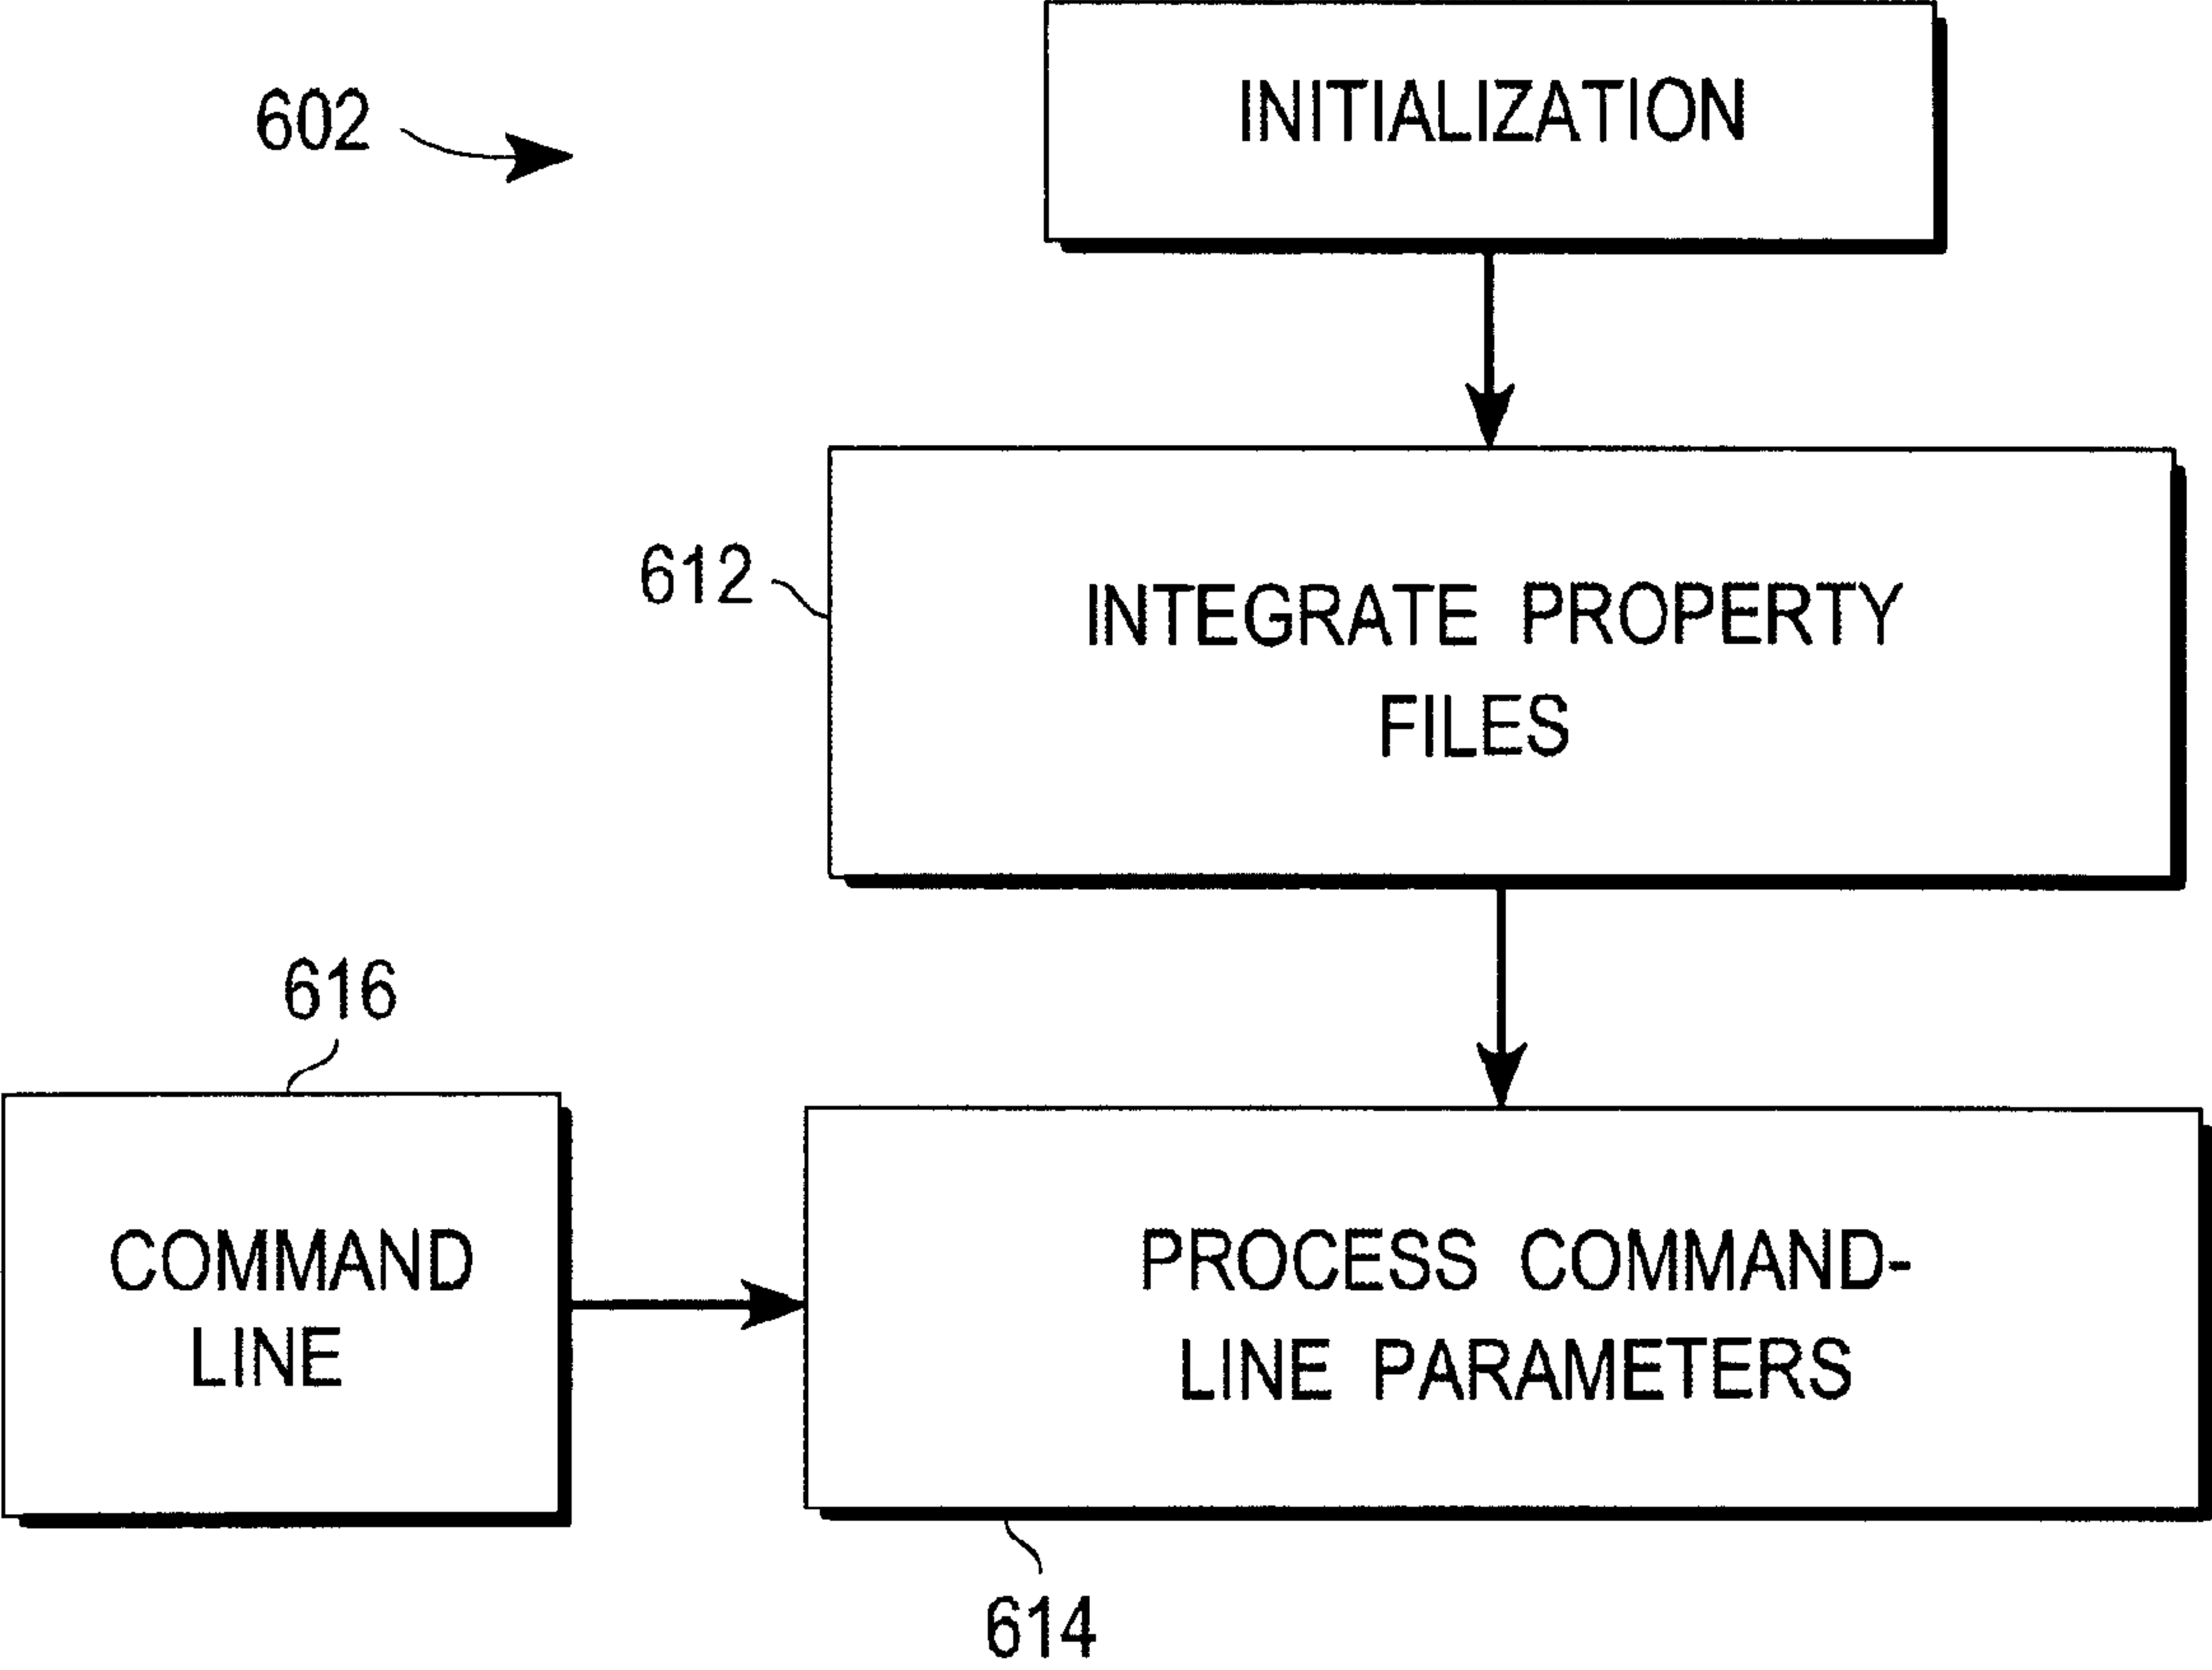 602
INITIALIZATION
612
INTEGRATE PROPERTY
FILES
616
COMMAND
LINE
PROCESS COMMAND-
LINE PARAMETERS
614